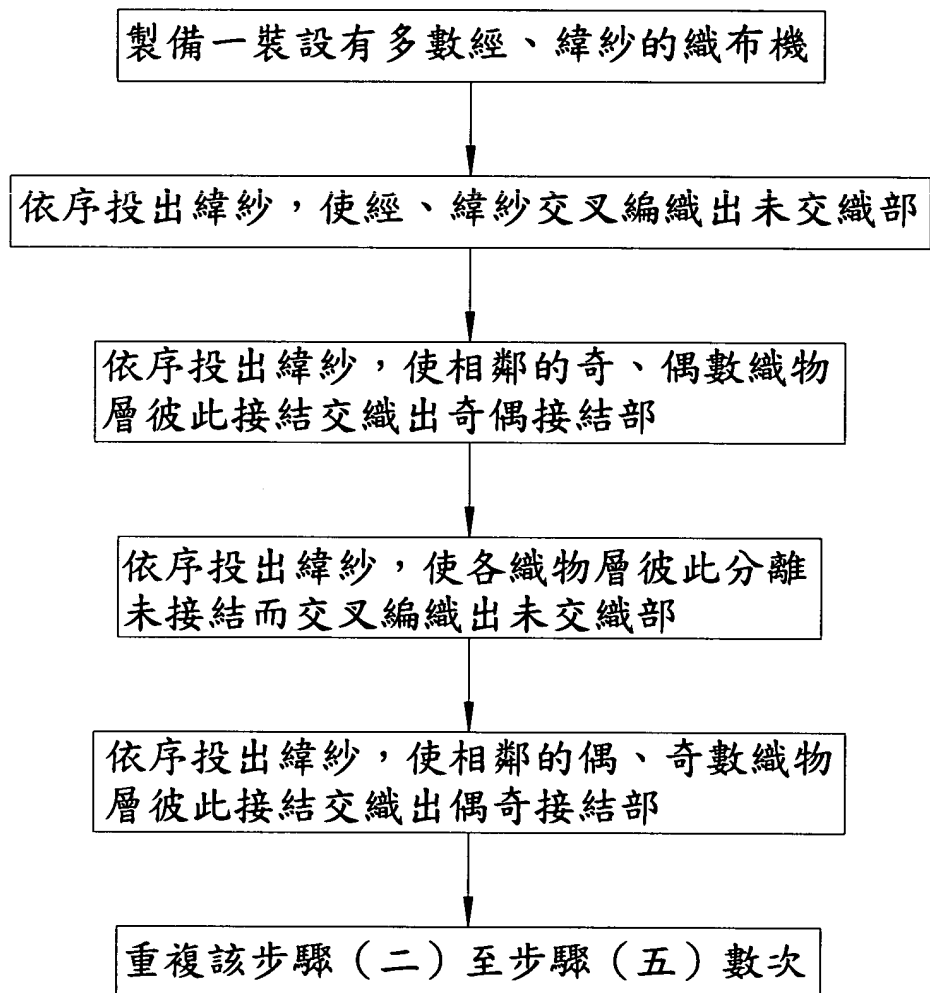 製備一裝設有多數經、緯紗的織布機
依序投出緯紗，使經、緯紗交叉編織出未交織部
依序投出緯紗，使相鄰的奇、偶數織物
層彼此接結交織出奇偶接結部
依序投出緯紗，使各織物層彼此分離
未接結而交叉編織出未交織部
依序投出緯紗，使相鄰的偶、奇數織物
層彼此接結交織出偶奇接結部
重複該步驟（二）至步驟（五）數次